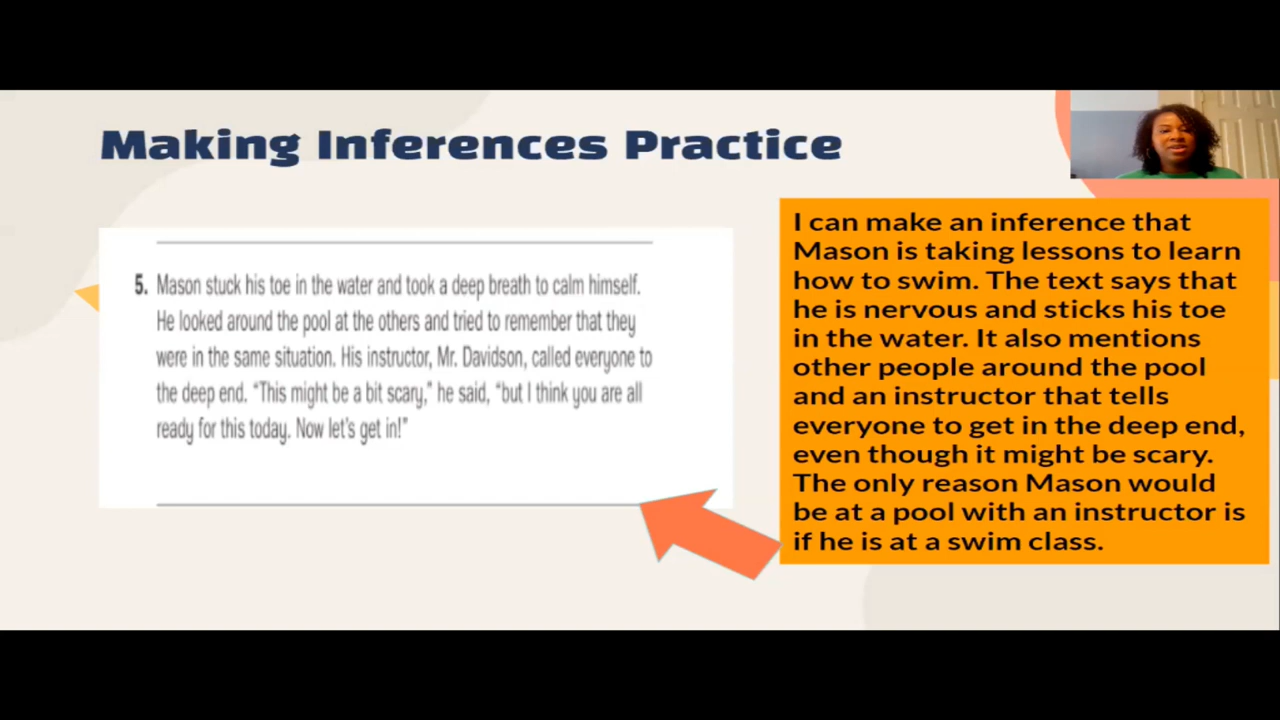 Making Inferences Practice
5. Mason stuck his toe in the water and took a deep breath to calm himself.
He looked around the pool at the others and tried to remember that they
were in the same situation. His instructor, Mr. Davidson, called everyone to
the deep end. “This might be a bit scary,” he said, “but I think you are all
ready for this today. Now let’s get in!”
I can make an inference that
Mason is taking lessons to learn
how to swim. The text says that
he is nervous and sticks his toe
in the water. It also mentions
other people around the pool
and an instructor that tells
everyone to get in the deep end,
even though it might be scary.
The only reason Mason would
be at a pool with an instructor is
if he is at a swim class.